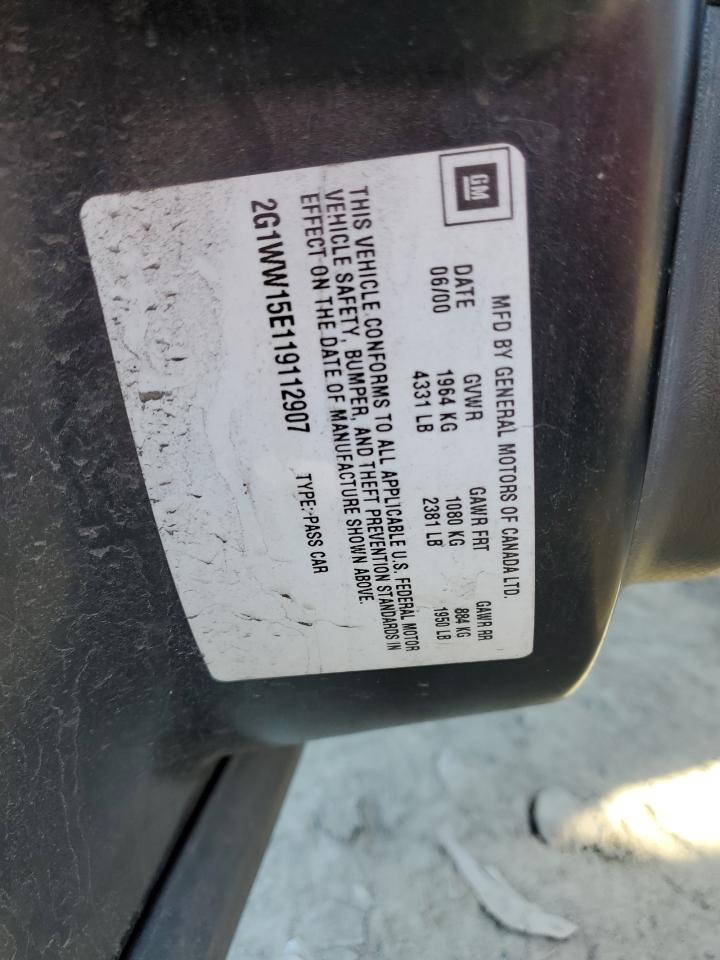 GM
MFD BY GENERAL MOTORS OF CANADA LTD.
DATE GVWR GAWR FRT GAWR RR
06/00 1964 KG 1080 KG 884 KG
4331 LB 2381 LB 1950 LB
THIS VEHICLE CONFORMS TO ALL APPLICABLE U.S. FEDERAL MOTOR
VEHICLE SAFETY, BUMPER, AND THEFT PREVENTION STANDARDS IN
EFFECT ON THE DATE OF MANUFACTURE SHOWN ABOVE.
2G1WW15E119112907 TYPE: PASS CAR